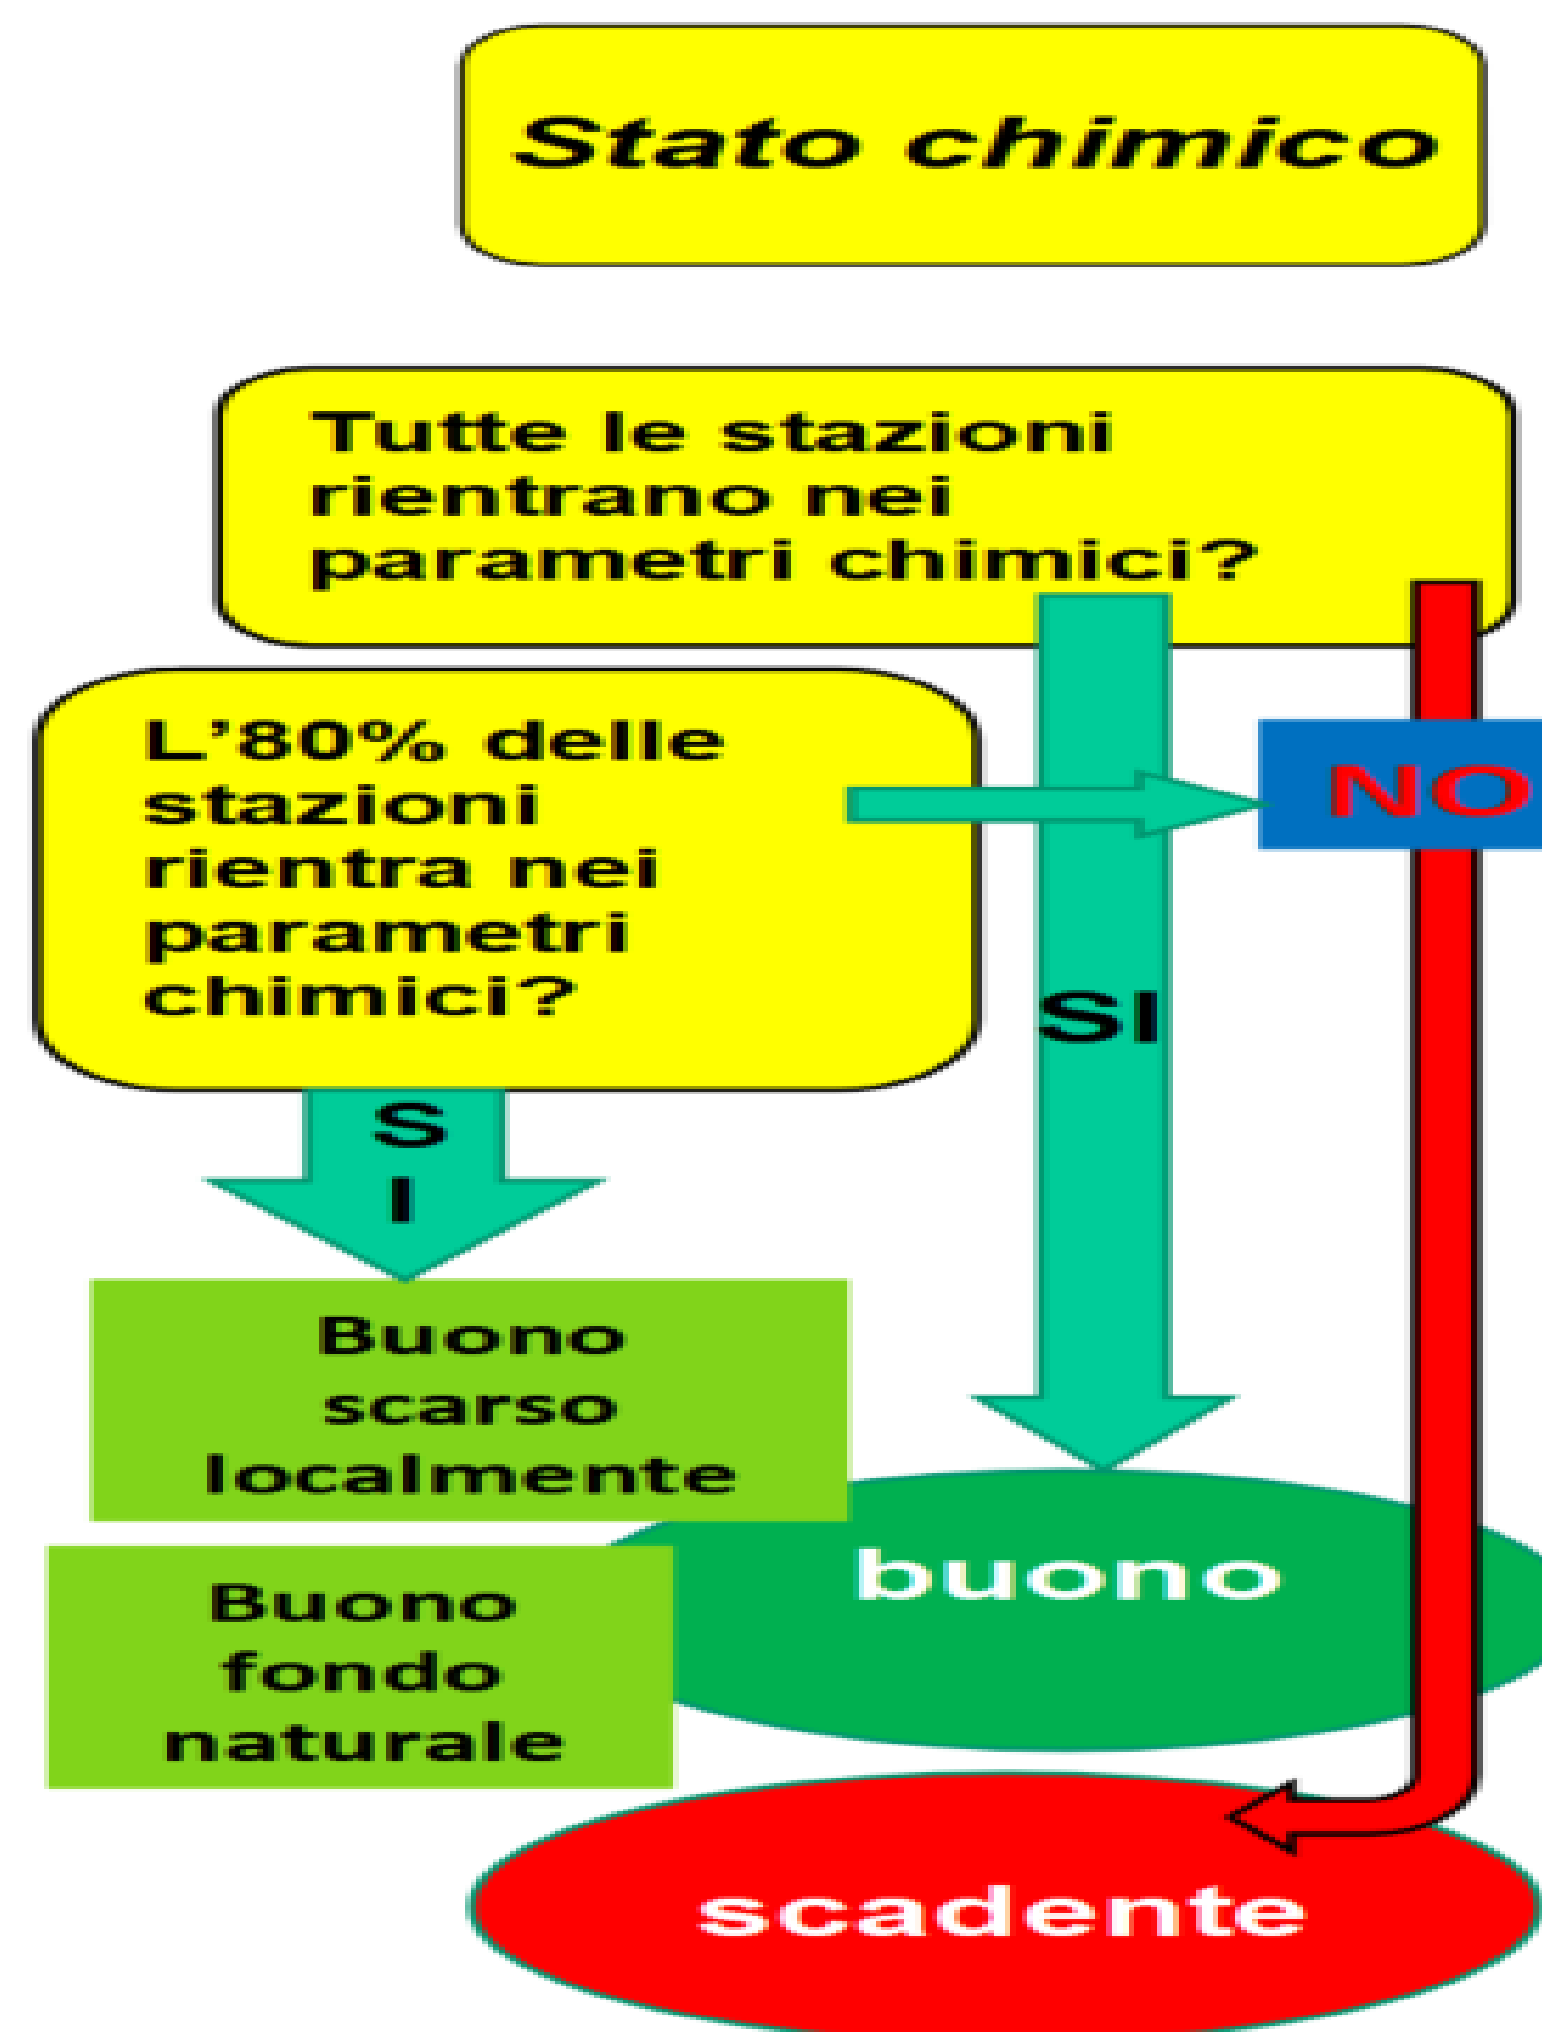 Stato chimico
Tutte le stazioni
rientrano nei
parametri chimici?
L’80% delle
stazioni
rientra nei
parametri
chimici?
NO
SI
S
I
Buono
scarso
localmente
buono
Buono
fondo
naturale
scadente